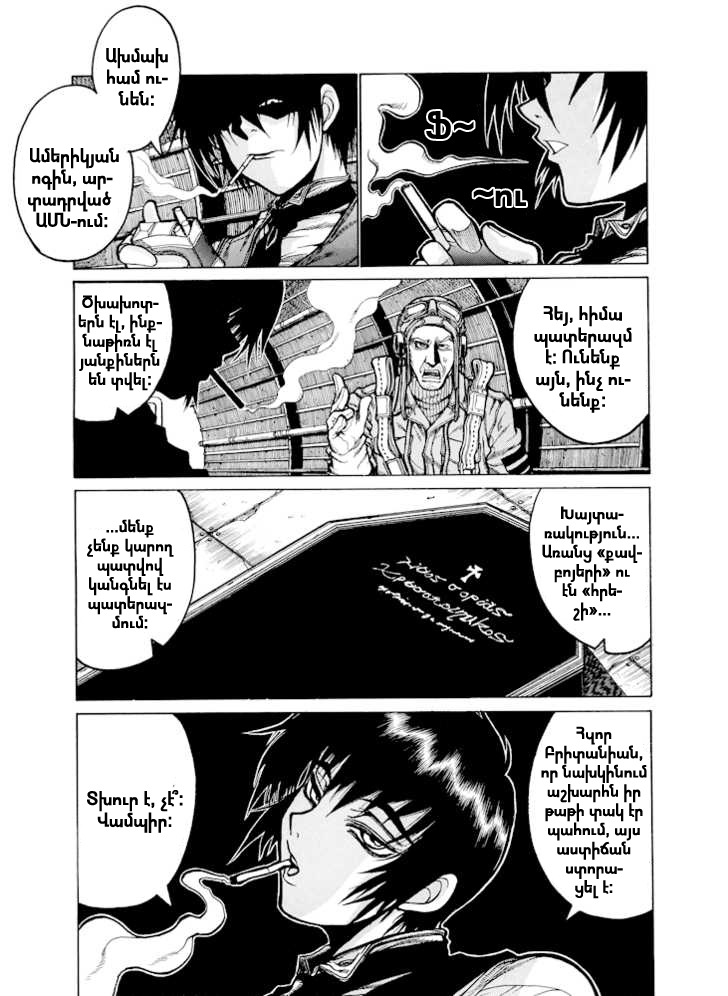 Ֆ~
~ու
Ախմախ
համ ու-
նեն:
Ամերիկյան
ոգին, ար-
տադրված
ԱՄՆ-ում:
Հեյ, հիմա
պատերազմ
է: Ունենք
այն, ինչ ու-
նենք:
Ծխախոտ-
երն էլ, ինք-
նաթիռն էլ
յանքիներն
են տվել:
Խայտա-
ռակություն...
Առանց «քավ-
բոյերի» ու
էն «հրե-
շի»...
...մենք
չենք կարող
պատվով
կանգնել էս
պատերազ-
մում:
Հզոր
Բրիտանիան,
որ նախկինում
աշխարհն իր
թաթի տակ էր
պահում, այս
աստիճան
ստորա-
ցել է:
Տխուր է, չէ՞:
Վամպիր: